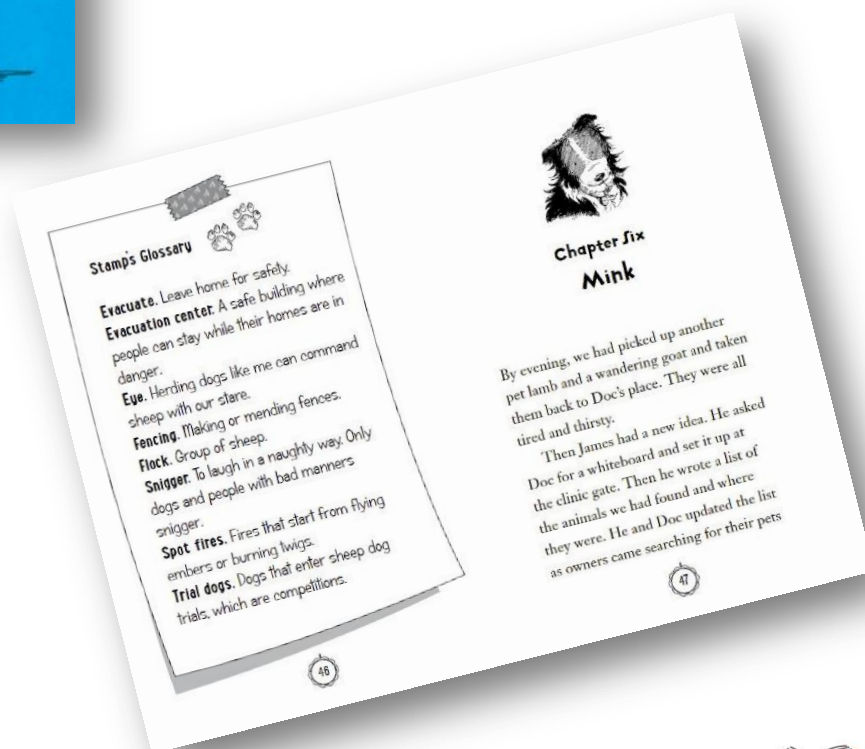 Stamp's Glossary
Evacuate. Leave home for safety.
Evacuation center. A safe building where
people can stay while their homes are in
danger.
Eye. Herding dogs like me can command
sheep with our stare.
Fencing. Making or mending fences.
Flock. Group of sheep.
Snigger. To laugh in a naughty way. Only
dogs and people with bad manners
snigger.
Spot fires. Fires that start from flying
embers or burning twigs.
Trial dogs. Dogs that enter sheep dog
trials, which are competitions.
46
Chapter Six
Mink
By evening, we had picked up another
pet lamb and a wandering goat and taken
them back to Doc's place. They were all
tired and thirsty.
Then James had a new idea. He asked
Doc for a whiteboard and set it up at
the clinic gate. Then he wrote a list of
the animals we had found and where
they were. He and Doc updated the list
as owners came searching for their pets
47